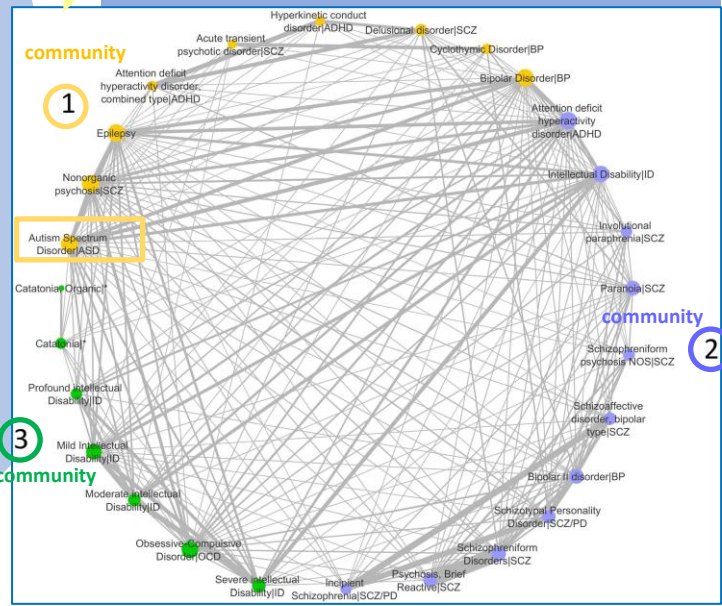 Hyperkinetic conduct
disorder|ADHD
Delusional disorder|SCZ
Acute transient
psychotic disorder|SCZ
Cyclothymic Disorder|BP
community
1
Attention deficit
hyperactivity disorder,
combined type|ADHD
Bipolar Disorder|BP
Attention deficit
hyperactivity
disorder|ADHD
Epilepsy
Intellectual Disability|ID
Nonorganic
psychosis|SCZ
Involutional
paraphrenia|SCZ
Autism Spectrum
Disorder|ASD
Catatonia-Organic|*
Paranoia|SCZ
community
2
Catatonia|*
Schizophreniform
psychosis NOS|SCZ
Profound intellectual
Disability|ID
Schizoaffective
disorder, bipolar
type|SCZ
3
community
Mild Intellectual
Disability|ID
Bipolar II disorder|BP
Moderate intellectual
Disability|ID
Schizotypal Personality
Disorder|SCZ/PD
Obsessive-Compulsive
Disorder|OCD
Schizophreniform
Disorders|SCZ
Severe intellectual
Disability|ID
Incipient
Schizophrenia|SCZ/PD
Psychosis, Brief
Reactive|SCZ